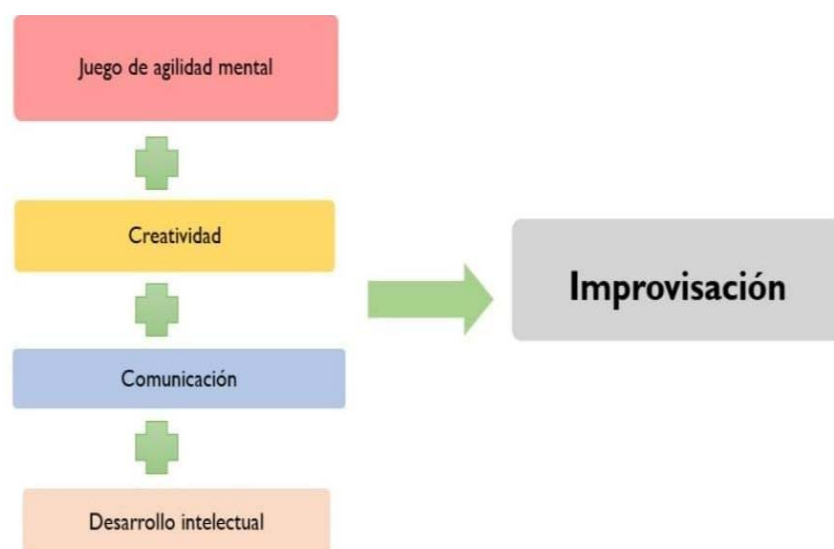 Juego de agilidad mental
Creatividad
Comunicación
Desarrollo intelectual
Improvisación